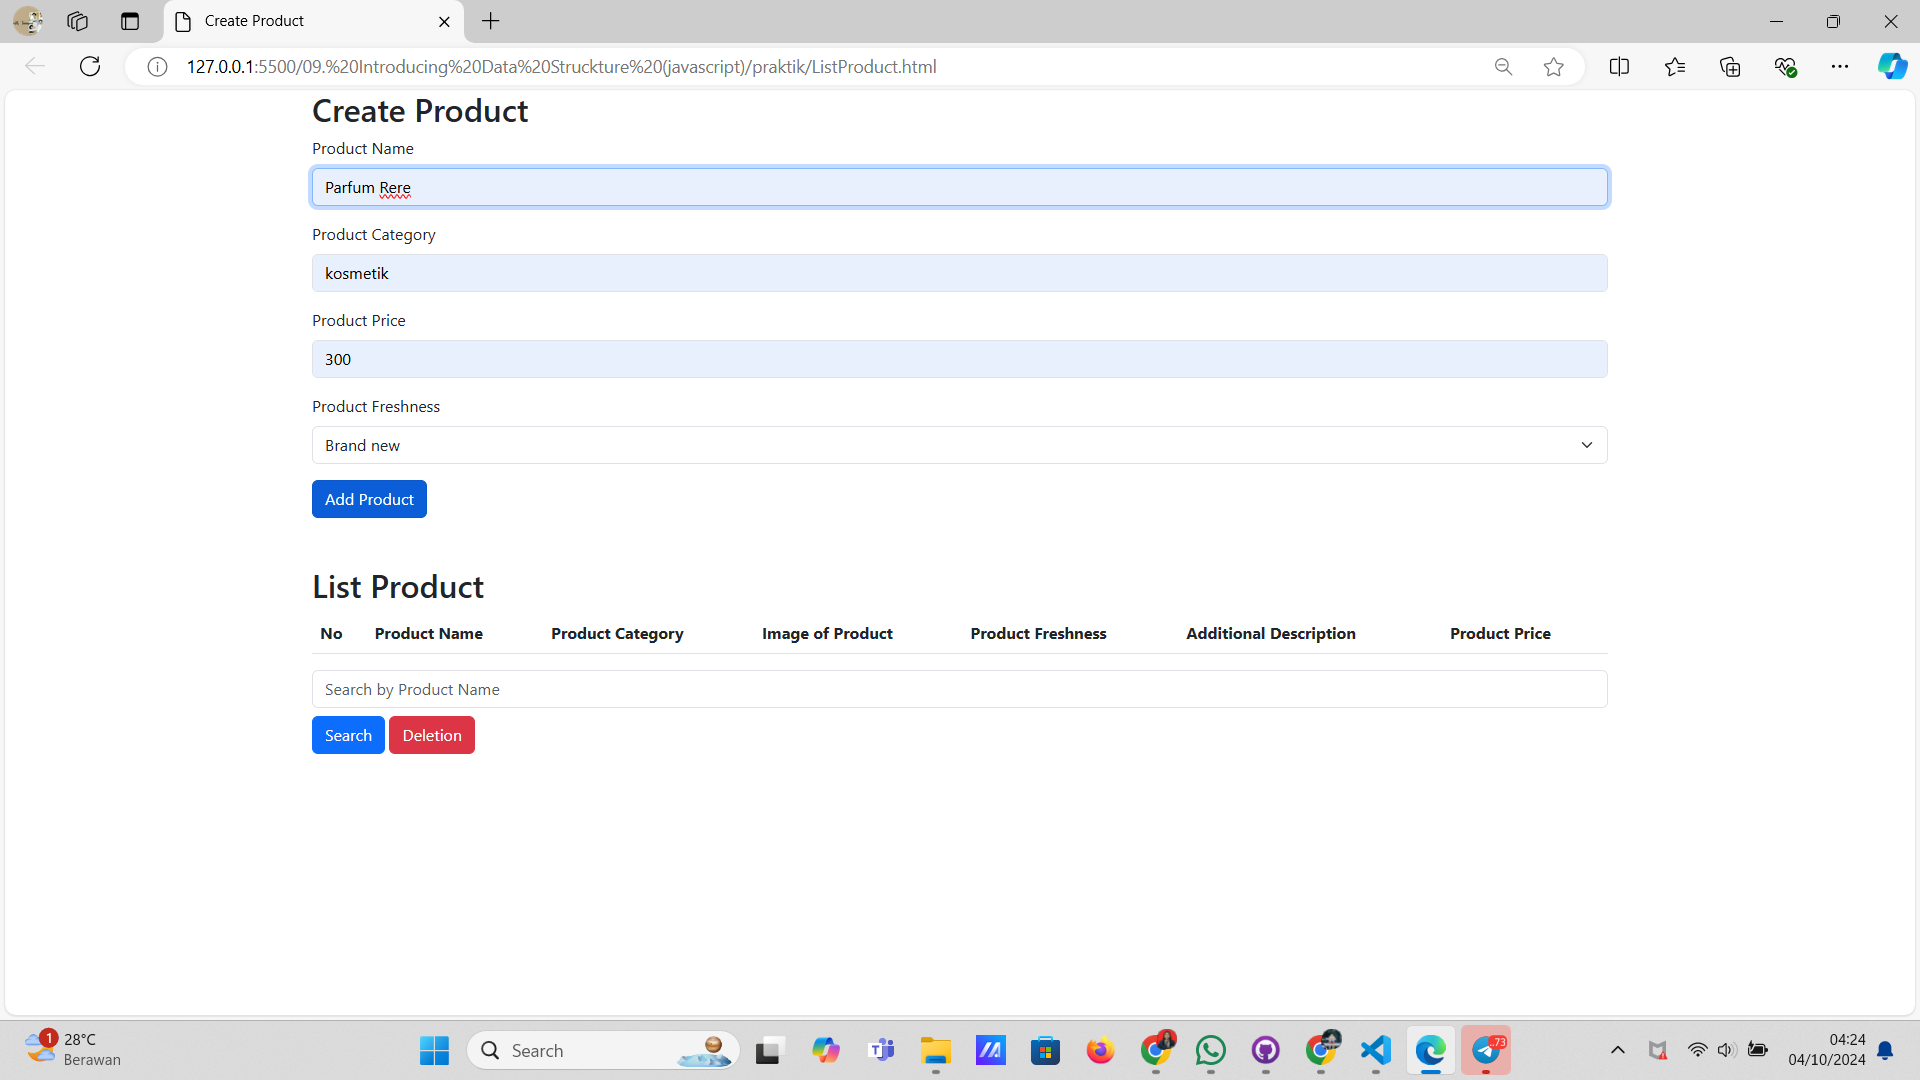 Create Product
127.0.0.1:5500/09.%20Introducing%20Data%20Struckture%20(javascript)/praktik/ListProduct.html
Create Product
Product Name
Parfum Rere
Product Category
kosmetik
Product Price
300
Product Freshness
Brand new
Add Product
List Product
No Product Name Product Category Image of Product Product Freshness Additional Description Product Price
Search by Product Name
Search Deletion
1 28°C
Berawan
Search
73
04:24
04/10/2024